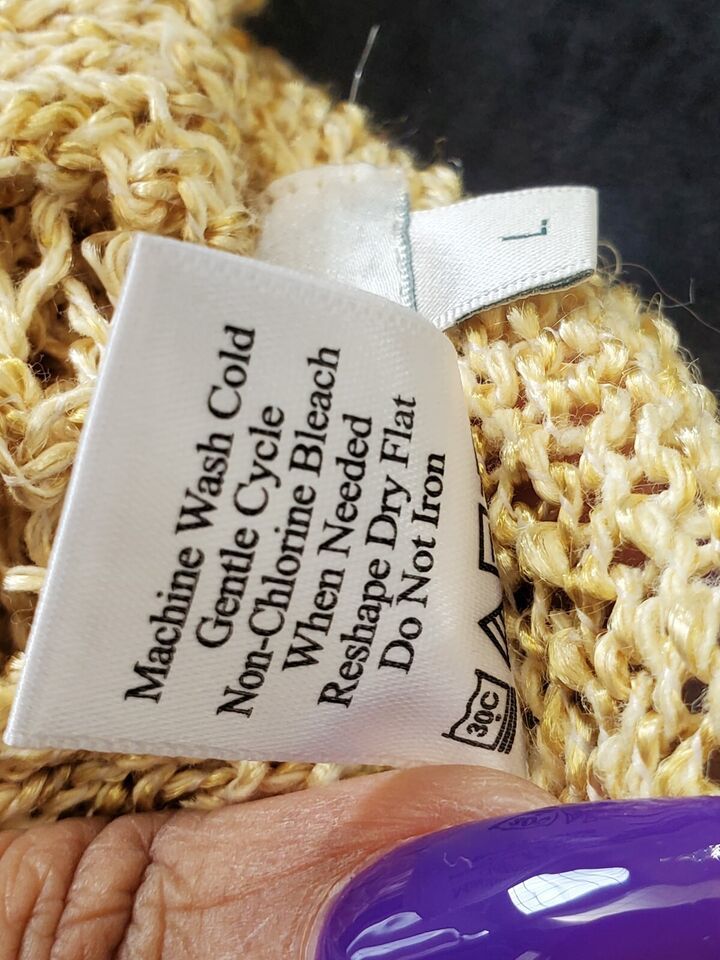 L
Machine Wash Cold
Gentle Cycle
Non-Chlorine Bleach
When Needed
Reshape Dry Flat
Do Not Iron
30C